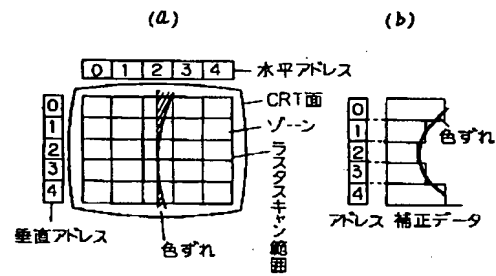 (a)
0 1 2 3 4
水平アドレス
CRT面
ゾーン
ラスタスキャン範囲
0
1
2
3
4
垂直アドレス
色ずれ
(b)
0
1
2
3
4
色ずれ
アドレス 補正データ